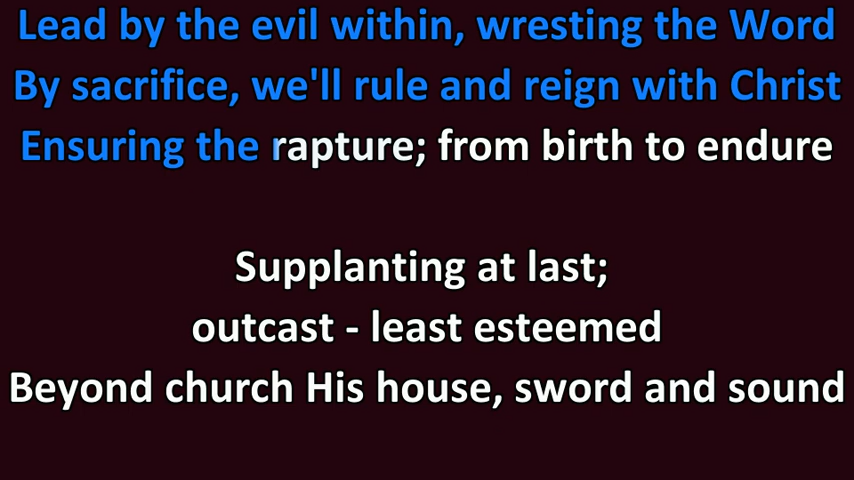 Lead by the evil within, wresting the Word
By sacrifice, we'll rule and reign with Christ
Ensuring the rapture; from birth to endure
Supplanting at last;
outcast - least esteemed
Beyond church His house, sword and sound